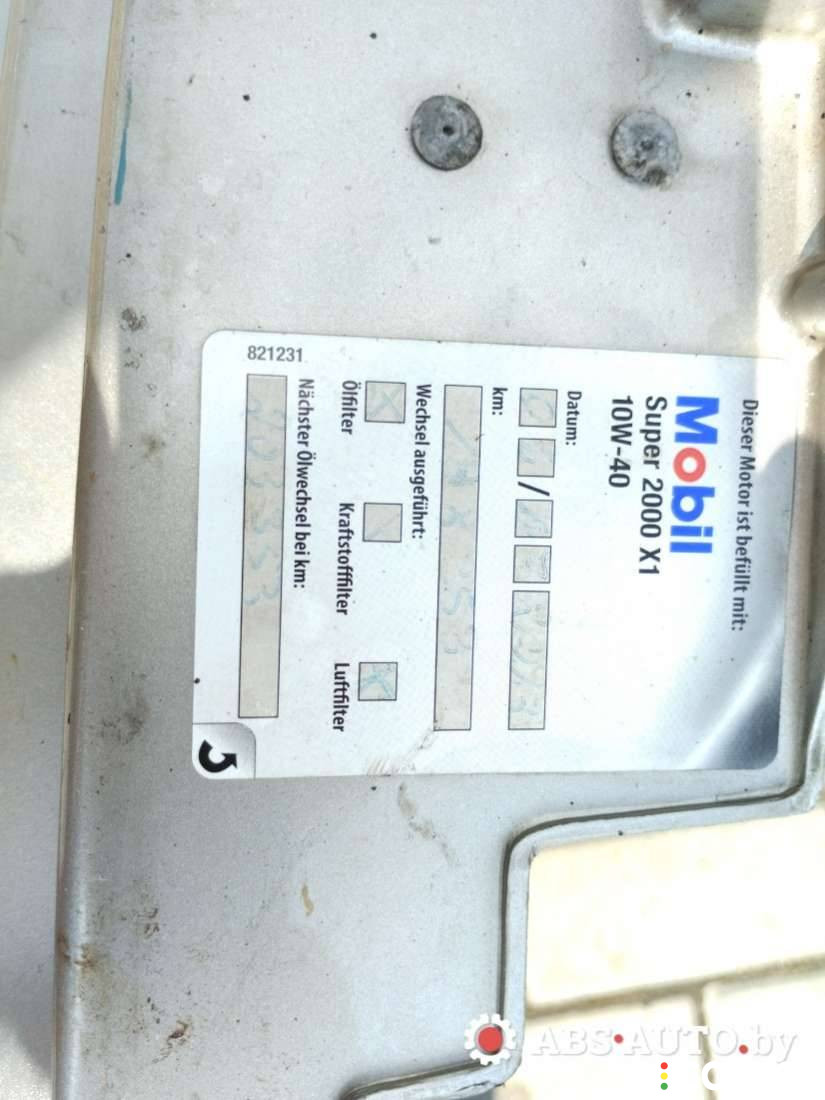 Dieser Motor ist befüllt mit:
Mobil
Super 2000 X1
10W-40
Datum:
/
km:
Wechsel ausgeführt:
Ölfilter Kraftstofffilter Luftfilter
Nächster Ölwechsel bei km:
821231
ABS-AUTO.by